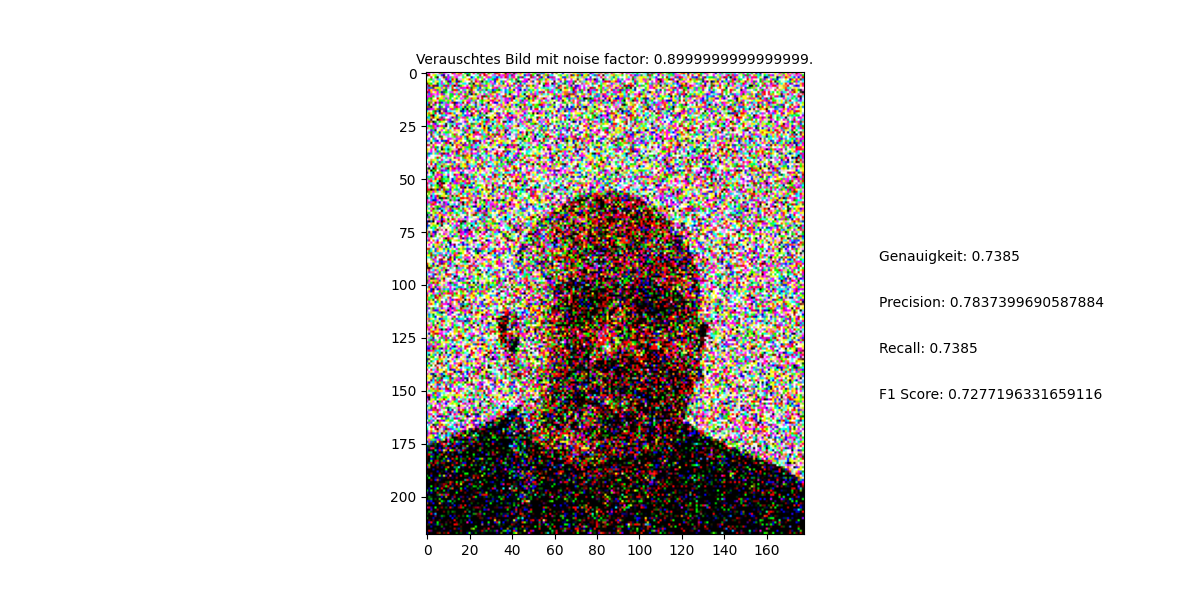 Verauschtes Bild mit noise factor: 0.8999999999999999.
0
25
50
75
100
125
150
175
200
0 20 40 60 80 100 120 140 160
Genauigkeit: 0.7385
Precision: 0.7837399690587884
Recall: 0.7385
F1 Score: 0.7277196331659116